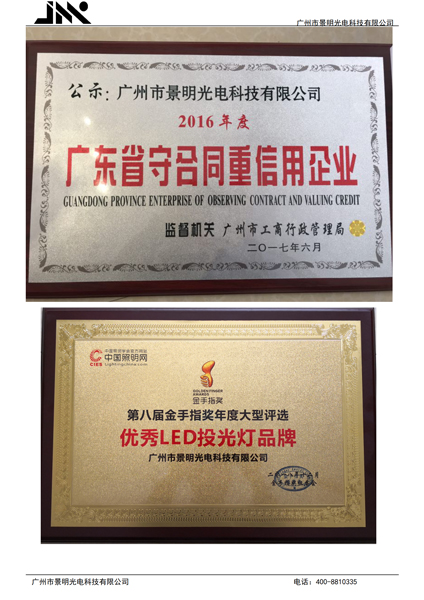 JM
广州市景明光电科技有限公司
公示：广州市景明光电科技有限公司
2016年度
广东省守合同重信用企业
GUANGDONG PROVINCE ENTERPRISE OF OBSERVING CONTRACT AND VALUING CREDIT
监督机关 广州市工商行政管理局
二〇一七年六月
中国照明网
Lightingchina.com
CIES
GOLDENFINGER
AWARDS
金手指奖
第八届金手指奖年度大型评选
优秀LED投光灯品牌
广州市景明光电科技有限公司
广州市景明光电科技有限公司
电话：400-8810335